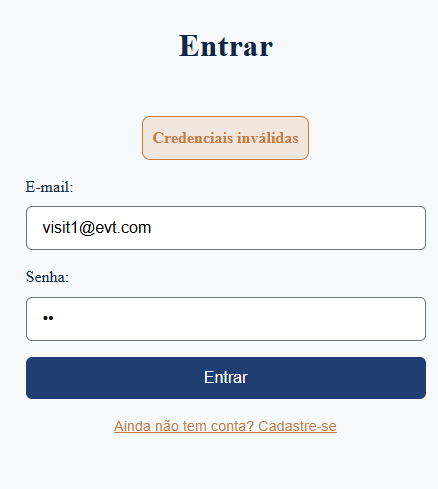 Entrar
Credenciais inválidas
E-mail:
visit1@evt.com
Senha:
••
Entrar
Ainda não tem conta? Cadastre-se